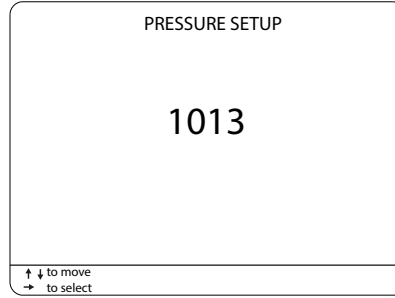 PRESSURE SETUP
1013
↑ ↓ to move
→ to select